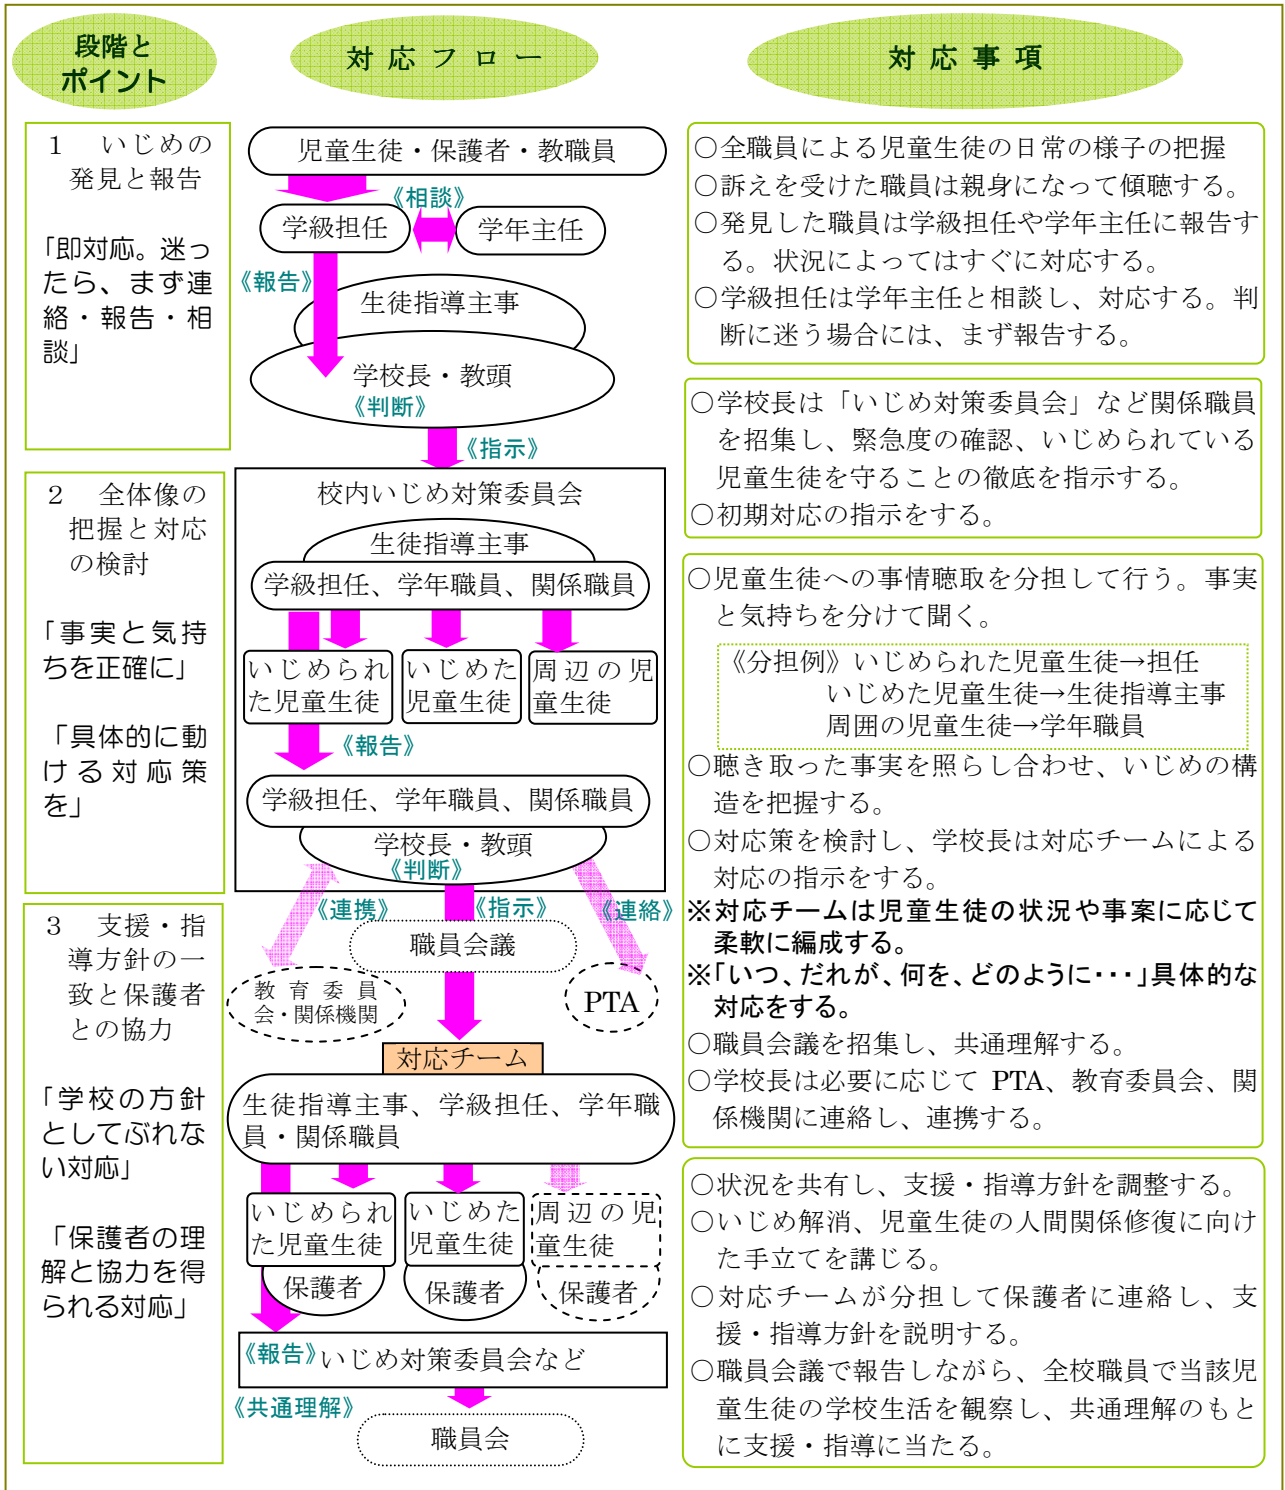 段階と
ポイント
対応フロー
対応事項
１　いじめの
発見と報告
「即対応。迷っ
たら、まず連
絡・報告・相
談」
２　全体像の
把握と対応
の検討
「事実と気持
ちを正確に」
「具体的に動
ける対応策
を」
３　支援・指
導方針の一
致と保護者
との協力
「学校の方針
としてぶれな
い対応」
「保護者の理
解と協力を得
られる対応」
児童生徒・保護者・教職員
《相談》
学級担任
学年主任
《報告》
生徒指導主事
学校長・教頭
《判断》
《指示》
校内いじめ対策委員会
生徒指導主事
学級担任、学年職員、関係職員
いじめられ
た児童生徒
いじめた
児童生徒
周辺の児
童生徒
《報告》
学級担任、学年職員、関係職員
学校長・教頭
《判断》
《連携》
《指示》
《連絡》
職員会議
教育委員
会・関係機関
PTA
対応チーム
生徒指導主事、学級担任、学年職
員・関係職員
いじめられ
た児童生徒
いじめた
児童生徒
周辺の児
童生徒
保護者
保護者
保護者
《報告》いじめ対策委員会など
《共通理解》
職員会
○全職員による児童生徒の日常の様子の把握
○訴えを受けた職員は親身になって傾聴する。
○発見した職員は学級担任や学年主任に報告す
る。状況によってはすぐに対応する。
○学級担任は学年主任と相談し、対応する。判
断に迷う場合には、まず報告する。
○学校長は「いじめ対策委員会」など関係職員
を招集し、緊急度の確認、いじめられている
児童生徒を守ることの徹底を指示する。
○初期対応の指示をする。
○児童生徒への事情聴取を分担して行う。事実
と気持ちを分けて聞く。
《分担例》いじめられた児童生徒→担任
いじめた児童生徒→生徒指導主事
周囲の児童生徒→学年職員
○聴き取った事実を照らし合わせ、いじめの構
造を把握する。
○対応策を検討し、学校長は対応チームによる
対応の指示をする。
※対応チームは児童生徒の状況や事案に応じて
柔軟に編成する。
※「いつ、だれが、何を、どのように・・・」具体的な
対応をする。
○職員会議を招集し、共通理解する。
○学校長は必要に応じて PTA、教育委員会、関
係機関に連絡し、連携する。
○状況を共有し、支援・指導方針を調整する。
○いじめ解消、児童生徒の人間関係修復に向け
た手立てを講じる。
○対応チームが分担して保護者に連絡し、支
援・指導方針を説明する。
○職員会議で報告しながら、全校職員で当該児
童生徒の学校生活を観察し、共通理解のもと
に支援・指導に当たる。